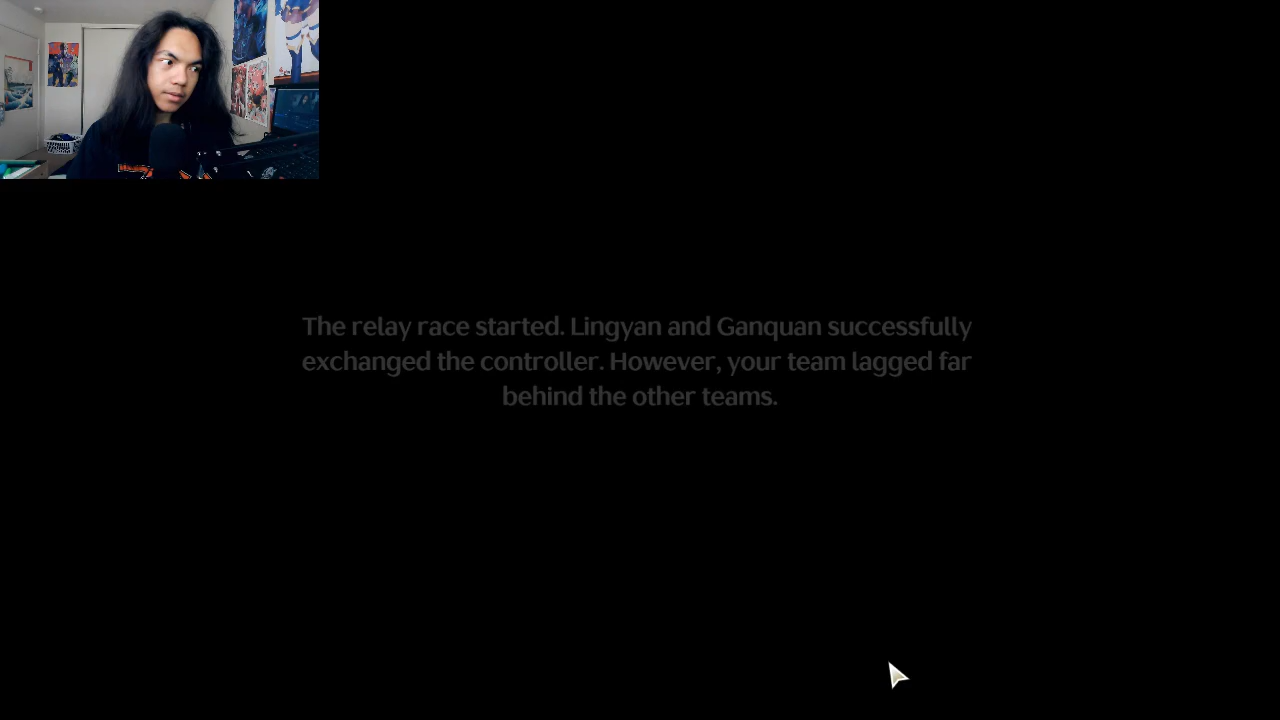 The relay race started. Lingyan and Ganquan successfully
exchanged the controller. However, your team lagged far
behind the other teams.